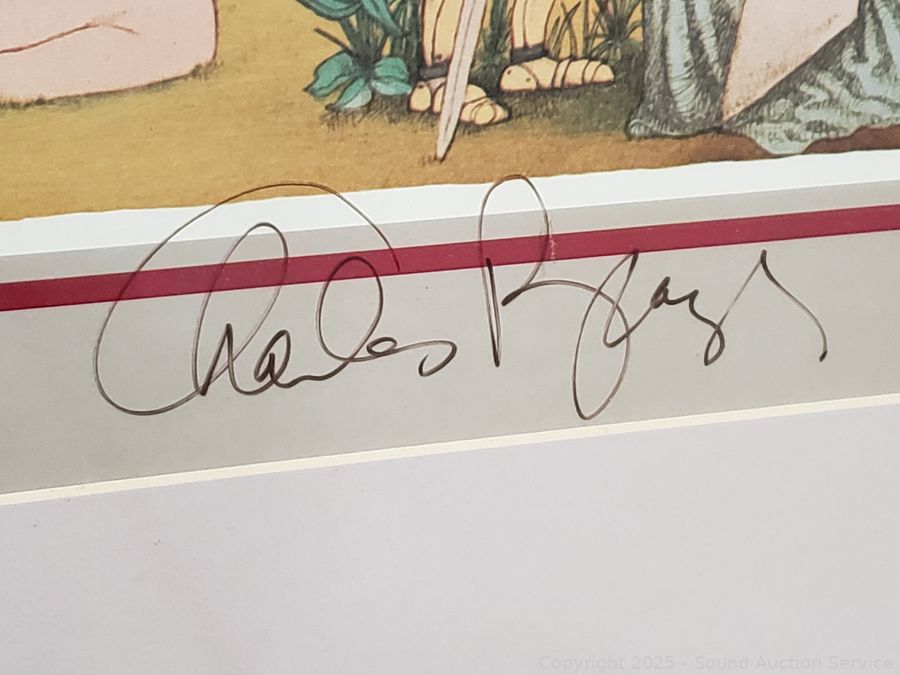 Charles Bragg
Copyright 2025 - Sound Auction Service